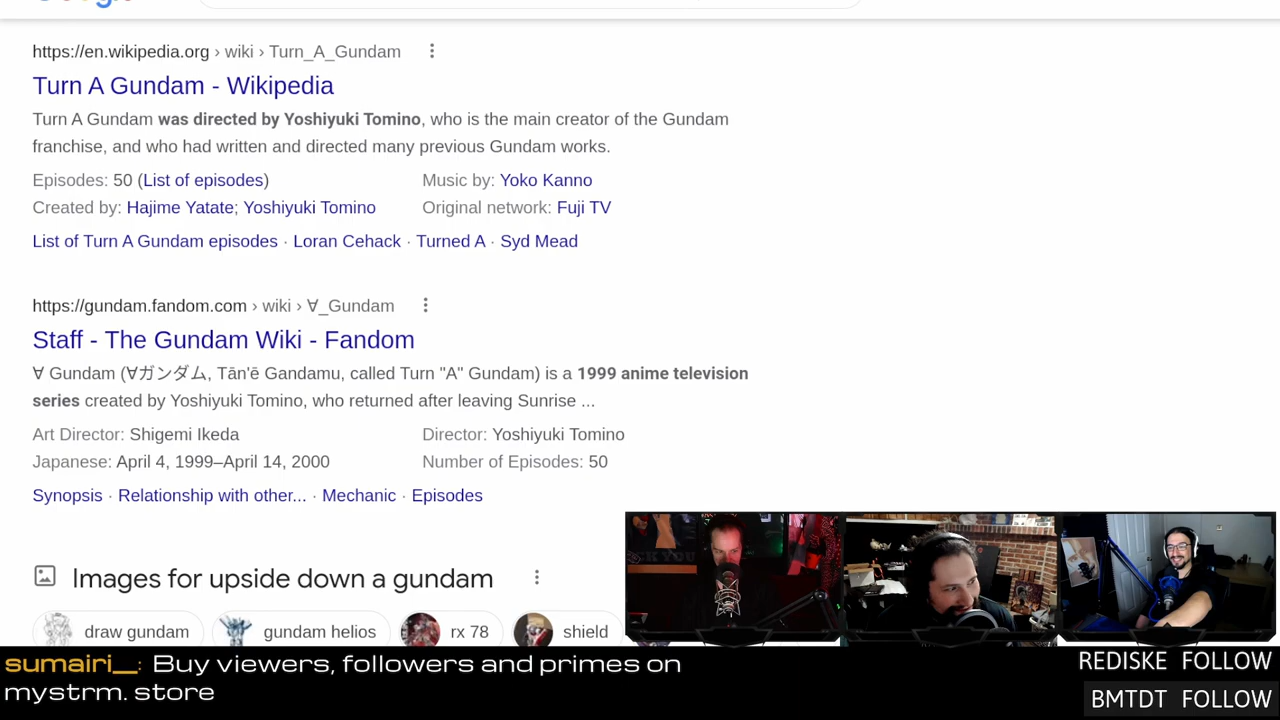 https://en.wikipedia.org › wiki › Turn_A_Gundam
Turn A Gundam - Wikipedia
Turn A Gundam was directed by Yoshiyuki Tomino, who is the main creator of the Gundam
franchise, and who had written and directed many previous Gundam works.
Episodes: 50 (List of episodes) Music by: Yoko Kanno
Created by: Hajime Yatate; Yoshiyuki Tomino Original network: Fuji TV
List of Turn A Gundam episodes · Loran Cehack · Turned A · Syd Mead
https://gundam.fandom.com › wiki › ∀_Gundam
Staff - The Gundam Wiki - Fandom
∀ Gundam (∀ガンダム, Tān'ē Gandamu, called Turn "A" Gundam) is a 1999 anime television
series created by Yoshiyuki Tomino, who returned after leaving Sunrise ...
Art Director: Shigemi Ikeda Director: Yoshiyuki Tomino
Japanese: April 4, 1999–April 14, 2000 Number of Episodes: 50
Synopsis · Relationship with other... · Mechanic · Episodes
Images for upside down a gundam
draw gundam gundam helios rx 78 shield
sumairi__: Buy viewers, followers and primes on
mystrm. store
REDISKE FOLLOW
BMTDT FOLLOW